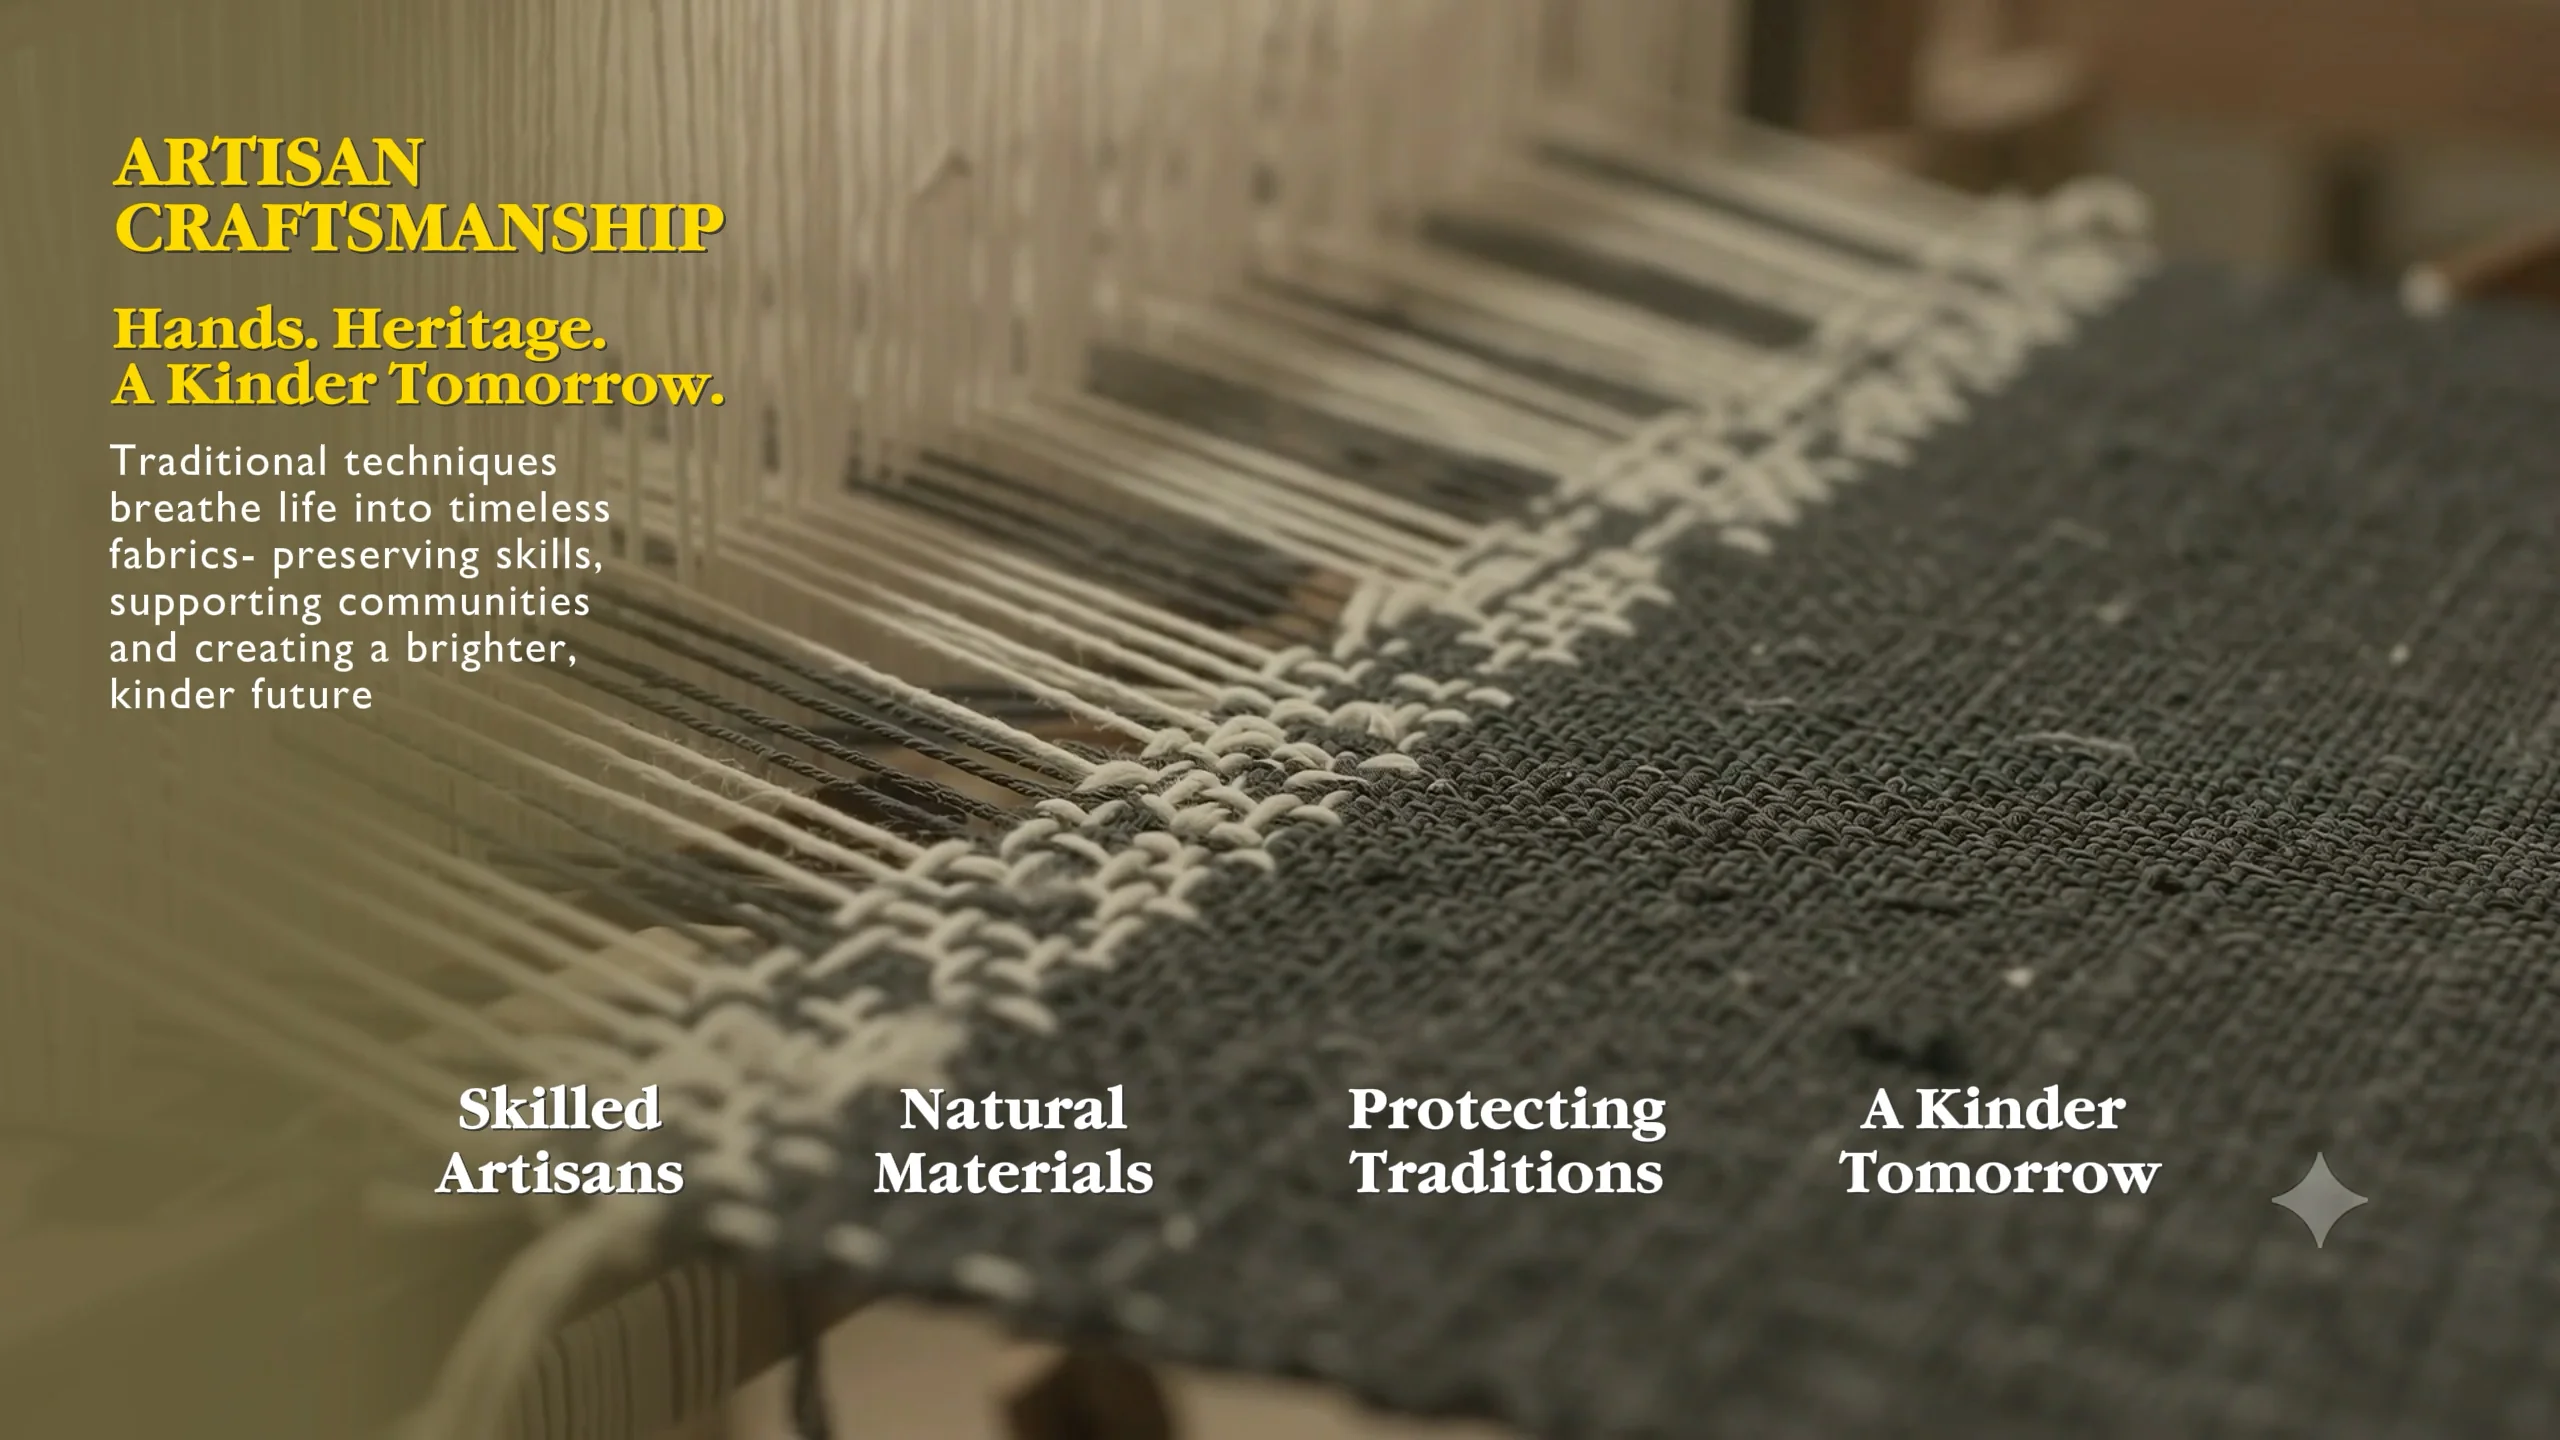 ARTISAN
CRAFTSMANSHIP
Hands. Heritage.
A Kinder Tomorrow.
Traditional techniques
breathe life into timeless
fabrics- preserving skills,
supporting communities
and creating a brighter,
kinder future
Skilled
Artisans
Natural
Materials
Protecting
Traditions
A Kinder
Tomorrow